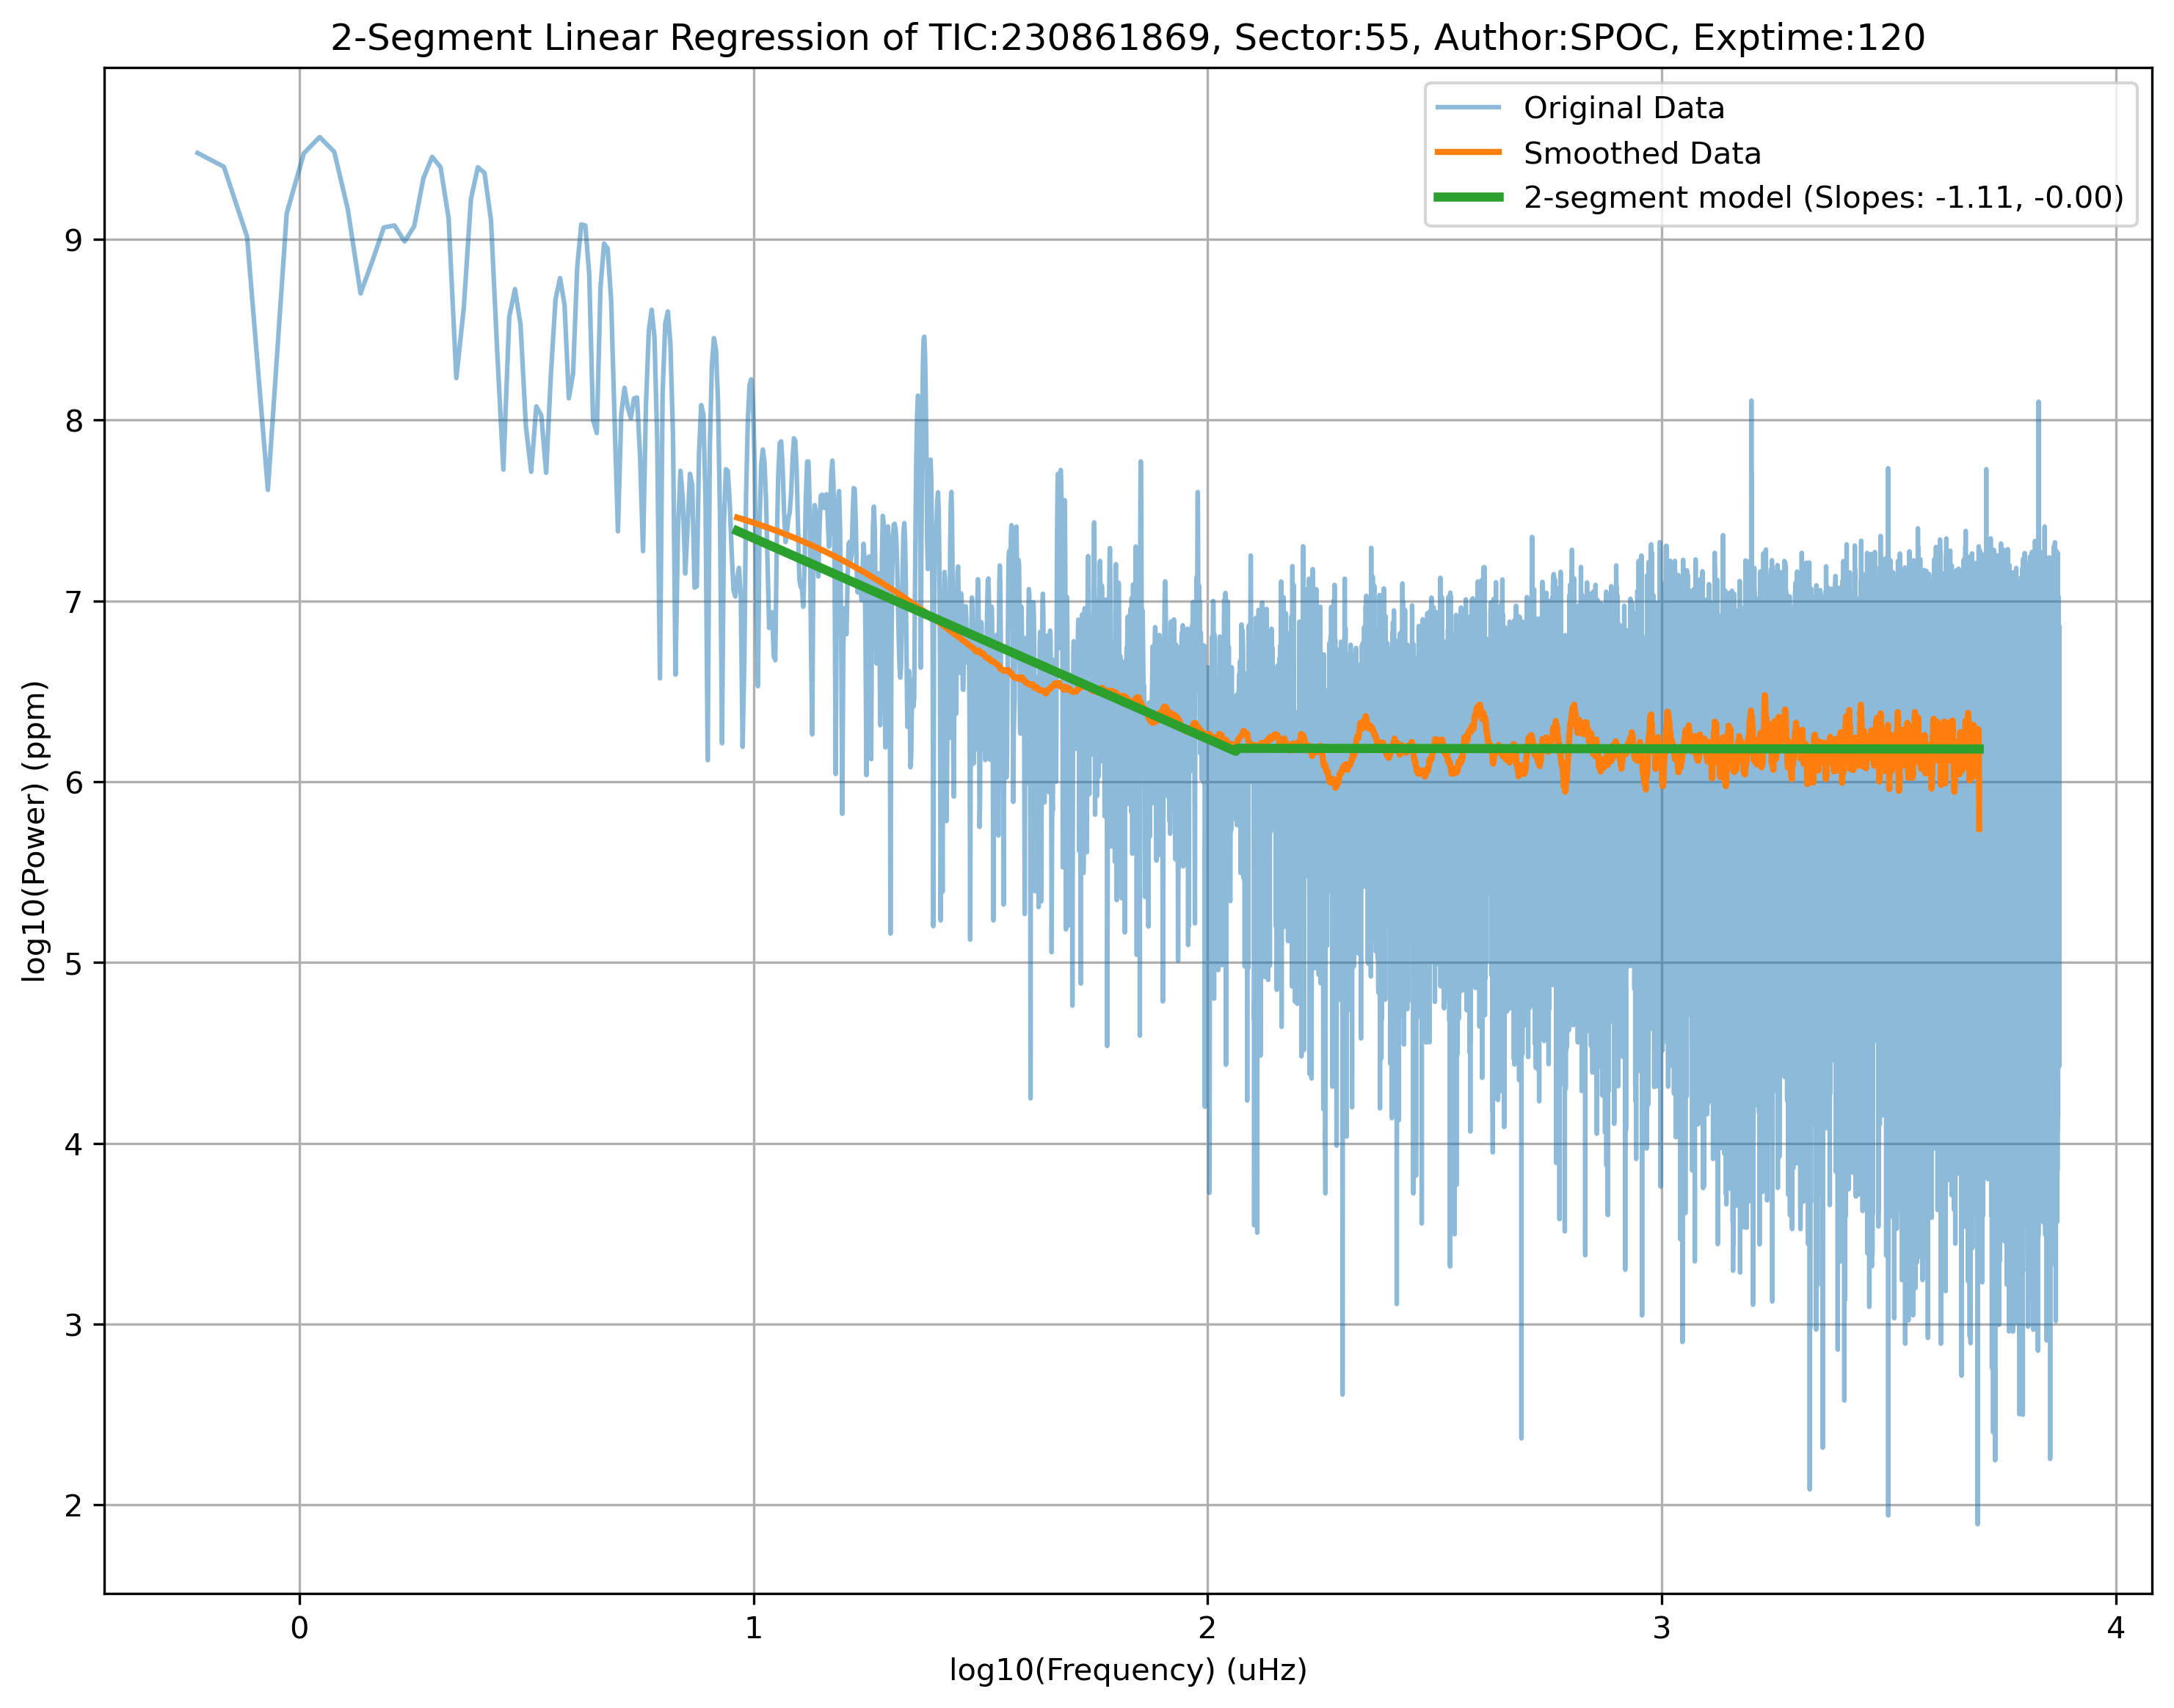 2-Segment Linear Regression of TIC:230861869, Sector:55, Author:SPOC, Exptime:120
Original Data
Smoothed Data
2-segment model (Slopes: -1.11, -0.00)
log10(Power) (ppm)
9
8
7
6
5
4
3
2
0 1 2 3 4
log10(Frequency) (uHz)